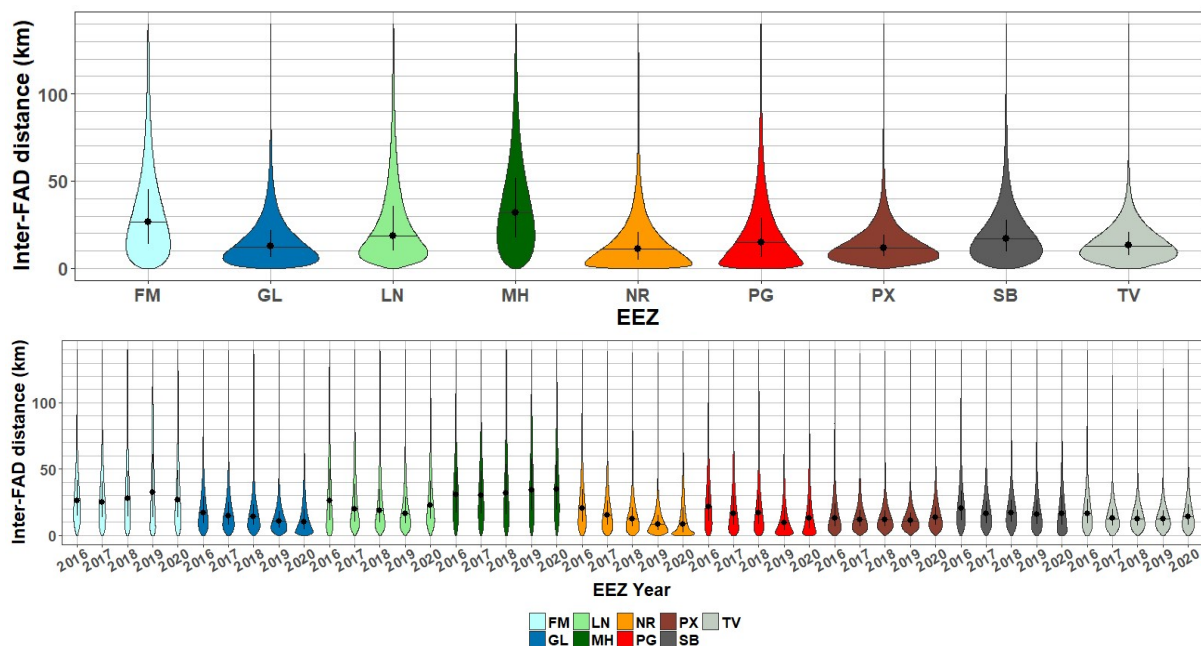 Inter-FAD distance (km)
100
50
0
FM GL LN MH NR PG PX SB TV
EEZ
Inter-FAD distance (km)
100
50
0
2016 2017 2018 2019 2020 2016 2017 2018 2019 2020 2016 2017 2018 2019 2020 2016 2017 2018 2019 2020 2016 2017 2018 2019 2020 2016 2017 2018 2019 2020 2016 2017 2018 2019 2020 2016 2017 2018 2019 2020 2016 2017 2018 2019 2020
EEZ Year
FM LN NR PX TV
GL MH PG SB